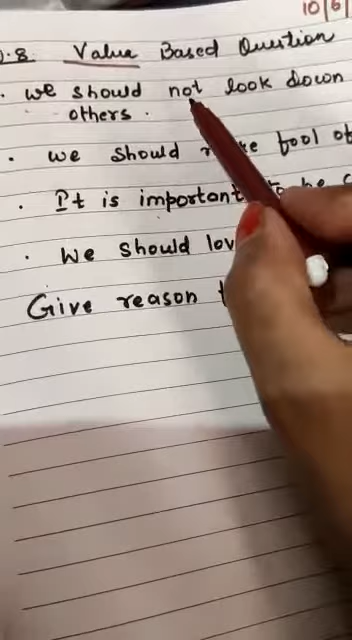 10/6
0.8. Value Based Question
. we should not look down
others.
. we should fool of
. It is important
. We should lov
Give reason